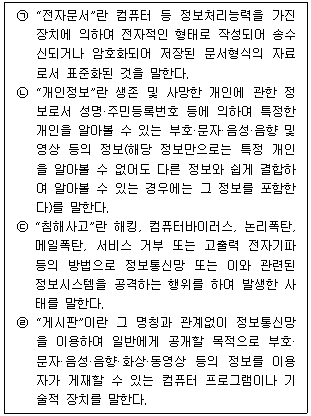 ㉠ “전자문서”란 컴퓨터 등 정보처리능력을 가진
장치에 의하여 전자적인 형태로 작성되어 송수
신되거나 암호화되어 저장된 문서형식의 자료
로서 표준화된 것을 말한다.
㉡ “개인정보”란 생존 및 사망한 개인에 관한 정
보로서 성명·주민등록번호 등에 의하여 특정한
개인을 알아볼 수 있는 부호·문자·음성·음향 및
영상 등의 정보(해당 정보만으로는 특정 개인
을 알아볼 수 없어도 다른 정보와 쉽게 결합하
여 알아볼 수 있는 경우에는 그 정보를 포함한
다)를 말한다.
㉢ “침해사고”란 해킹, 컴퓨터바이러스, 논리폭탄,
메일폭탄, 서비스 거부 또는 고출력 전자기파
등의 방법으로 정보통신망 또는 이와 관련된
정보시스템을 공격하는 행위를 하여 발생한 사
태를 말한다.
㉣ “게시판”이란 그 명칭과 관계없이 정보통신망
을 이용하여 일반에게 공개할 목적으로 부호·
문자·음성·음향·화상·동영상 등의 정보를 이용
자가 게재할 수 있는 컴퓨터 프로그램이나 기
술적 장치를 말한다.